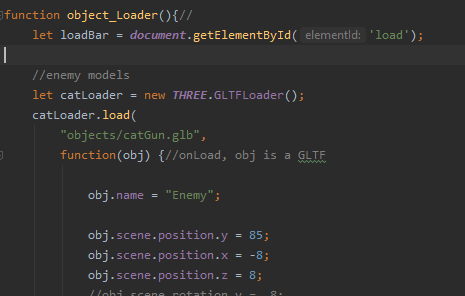 function object_Loader(){//
let loadBar = document.getElementById( elementId: 'load');
//enemy models
let catLoader = new THREE.GLTFLoader();
catLoader.load(
"objects/catGun.glb",
function(obj) {//onLoad, obj is a GLTF
obj.name = "Enemy";
obj.scene.position.y = 85;
obj.scene.position.x = -8;
obj.scene.position.z = 8;
//obj.scene.rotation.y = .8;